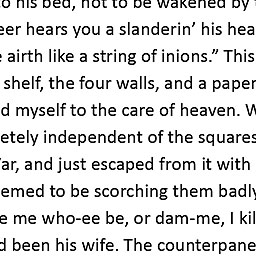 to his bed, not to be wakened by
eer hears you a slanderin’ his hea
airth like a string of inions.” This
shelf, the four walls, and a paper
d myself to the care of heaven. W
etely independent of the squares
ar, and just escaped from it with
emed to be scorching them badly
e me who-ee be, or dam-me, I kil
d been his wife. The counterpane